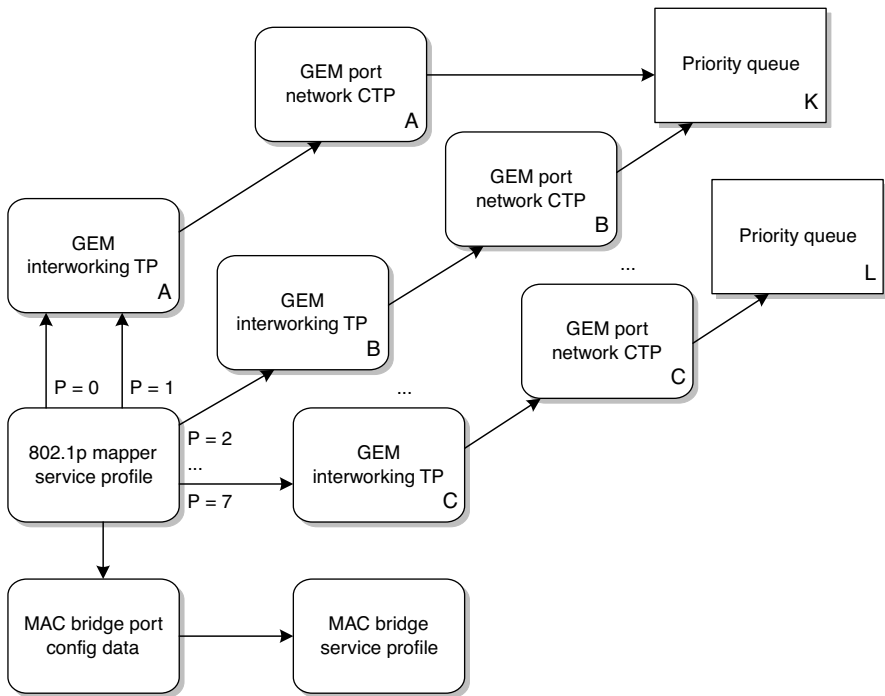 GEM port
network CTP
A
Priority queue
K
GEM port
network CTP
B
Priority queue
L
GEM
interworking TP
A
GEM
interworking TP
B
...
GEM port
network CTP
C
P = 0
P = 1
...
802.1p mapper
service profile
P = 2
...
P = 7
GEM
interworking TP
C
MAC bridge port
config data
MAC bridge
service profile